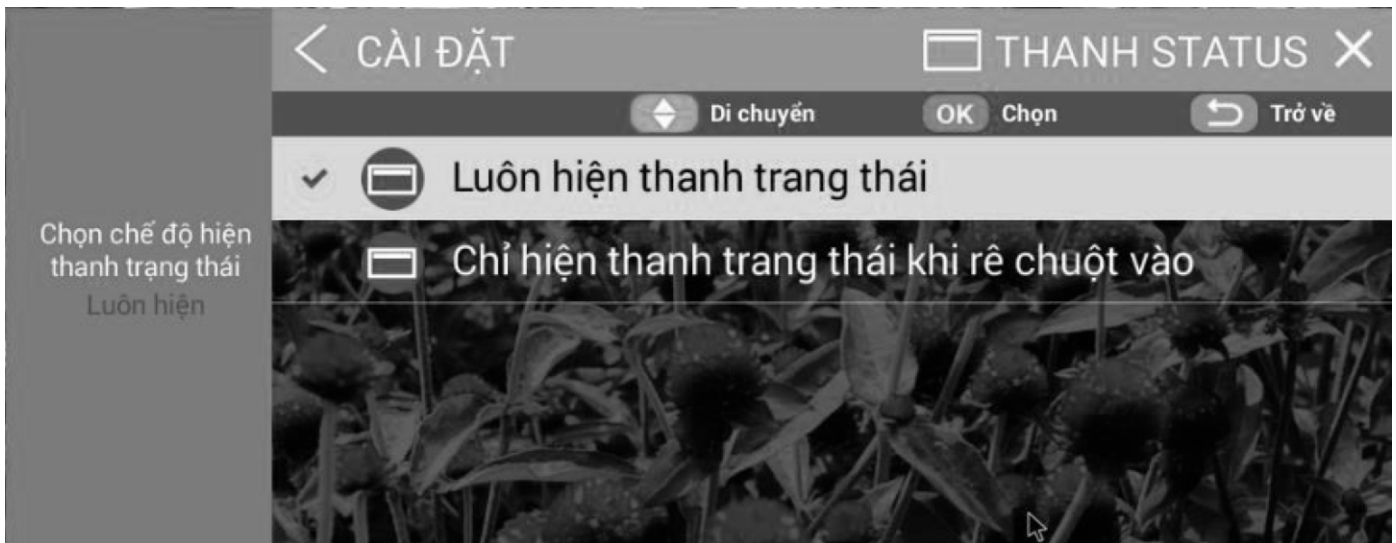 CÀI ĐẶT
THANH STATUS
Di chuyển
OK Chọn
Trở về
Luôn hiện thanh trang thái
Chỉ hiện thanh trang thái khi rê chuột vào
Chọn chế độ hiện
thanh trạng thái
Luôn hiện